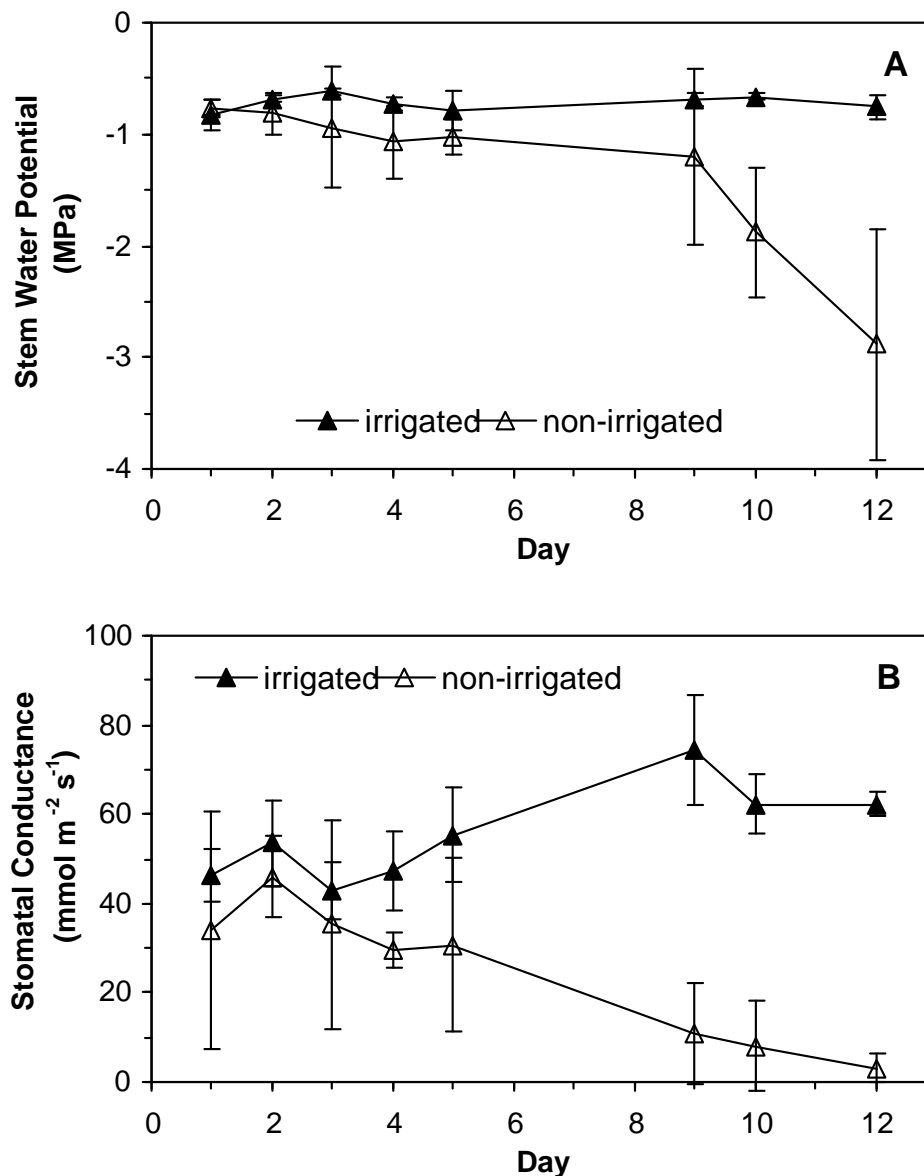 0
A
-1
-2
-3
-4
Stem Water Potential
(MPa)
irrigated non-irrigated
0 2 4 6 8 10 12
Day
100
irrigated non-irrigated B
80
60
40
20
0
Stomatal Conductance
(mmol m⁻² s⁻¹)
0 2 4 6 8 10 12
Day